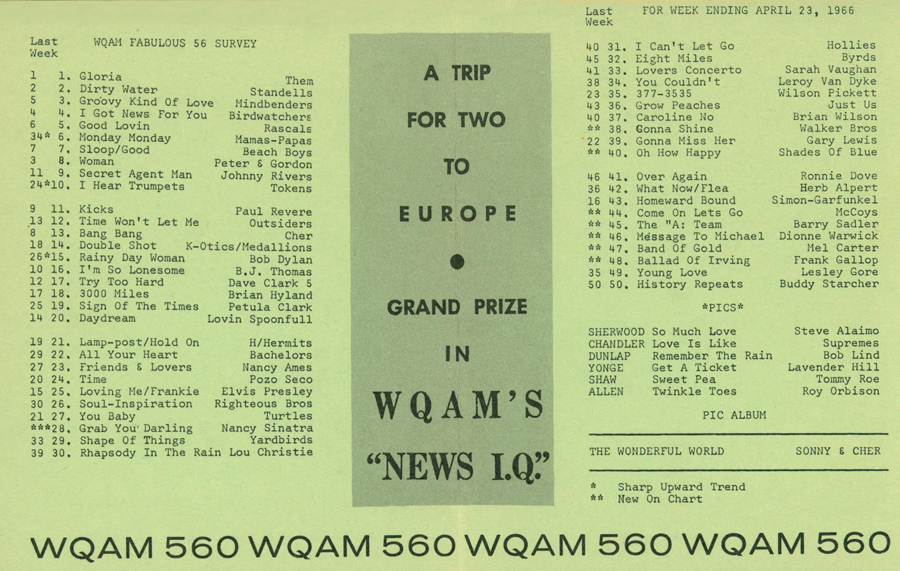 Last WQAM FABULOUS 56 SURVEY
Week
1 1. Gloria Them
2 2. Dirty Water Standells
5 3. Groovy Kind Of Love Mindbenders
4 4. I Got News For You Birdwatchers
6 5. Good Lovin Rascals
34* 6. Monday Monday Mamas-Papas
7 7. Sloop/Good Beach Boys
3 8. Woman Peter & Gordon
11 9. Secret Agent Man Johnny Rivers
24*10. I Hear Trumpets Tokens
9 11. Kicks Paul Revere
13 12. Time Won't Let Me Outsiders
8 13. Bang Bang Cher
18 14. Double Shot K-Otics/Medallions
26*15. Rainy Day Woman Bob Dylan
10 16. I'm So Lonesome B.J. Thomas
12 17. Try Too Hard Dave Clark 5
17 18. 3000 Miles Brian Hyland
25 19. Sign Of The Times Petula Clark
14 20. Daydream Lovin Spoonfull
19 21. Lamp-post/Hold On H/Hermits
29 22. All Your Heart Bachelors
27 23. Friends & Lovers Nancy Ames
20 24. Time Pozo Seco
15 25. Loving Me/Frankie Elvis Presley
30 26. Soul-Inspiration Righteous Bros
21 27. You Baby Turtles
***28. Grab You Darling Nancy Sinatra
33 29. Shape Of Things Yardbirds
39 30. Rhapsody In The Rain Lou Christie
A TRIP
FOR TWO
TO
EUROPE
GRAND PRIZE
IN
WQAM'S
"NEWS I.Q."
Last FOR WEEK ENDING APRIL 23, 1966
Week
40 31. I Can't Let Go Hollies
45 32. Eight Miles Byrds
41 33. Lovers Concerto Sarah Vaughan
38 34. You Couldn't Leroy Van Dyke
23 35. 377-3535 Wilson Pickett
43 36. Grow Peaches Just Us
40 37. Caroline No Brian Wilson
** 38. Gonna Shine Walker Bros
22 39. Gonna Miss Her Gary Lewis
** 40. Oh How Happy Shades Of Blue
46 41. Over Again Ronnie Dove
36 42. What Now/Flea Herb Alpert
16 43. Homeward Bound Simon-Garfunkel
** 44. Come On Lets Go McCoys
** 45. The "A: Team Barry Sadler
** 46. Message To Michael Dionne Warwick
** 47. Band Of Gold Mel Carter
** 48. Ballad Of Irving Frank Gallop
35 49. Young Love Lesley Gore
50 50. History Repeats Buddy Starcher
*PICS*
SHERWOOD So Much Love Steve Alaimo
CHANDLER Love Is Like Supremes
DUNLAP Remember The Rain Bob Lind
YONGE Get A Ticket Lavender Hill
SHAW Sweet Pea Tommy Roe
ALLEN Twinkle Toes Roy Orbison
PIC ALBUM
THE WONDERFUL WORLD SONNY & CHER
* Sharp Upward Trend
** New On Chart
WQAM 560 WQAM 560 WQAM 560 WQAM 560